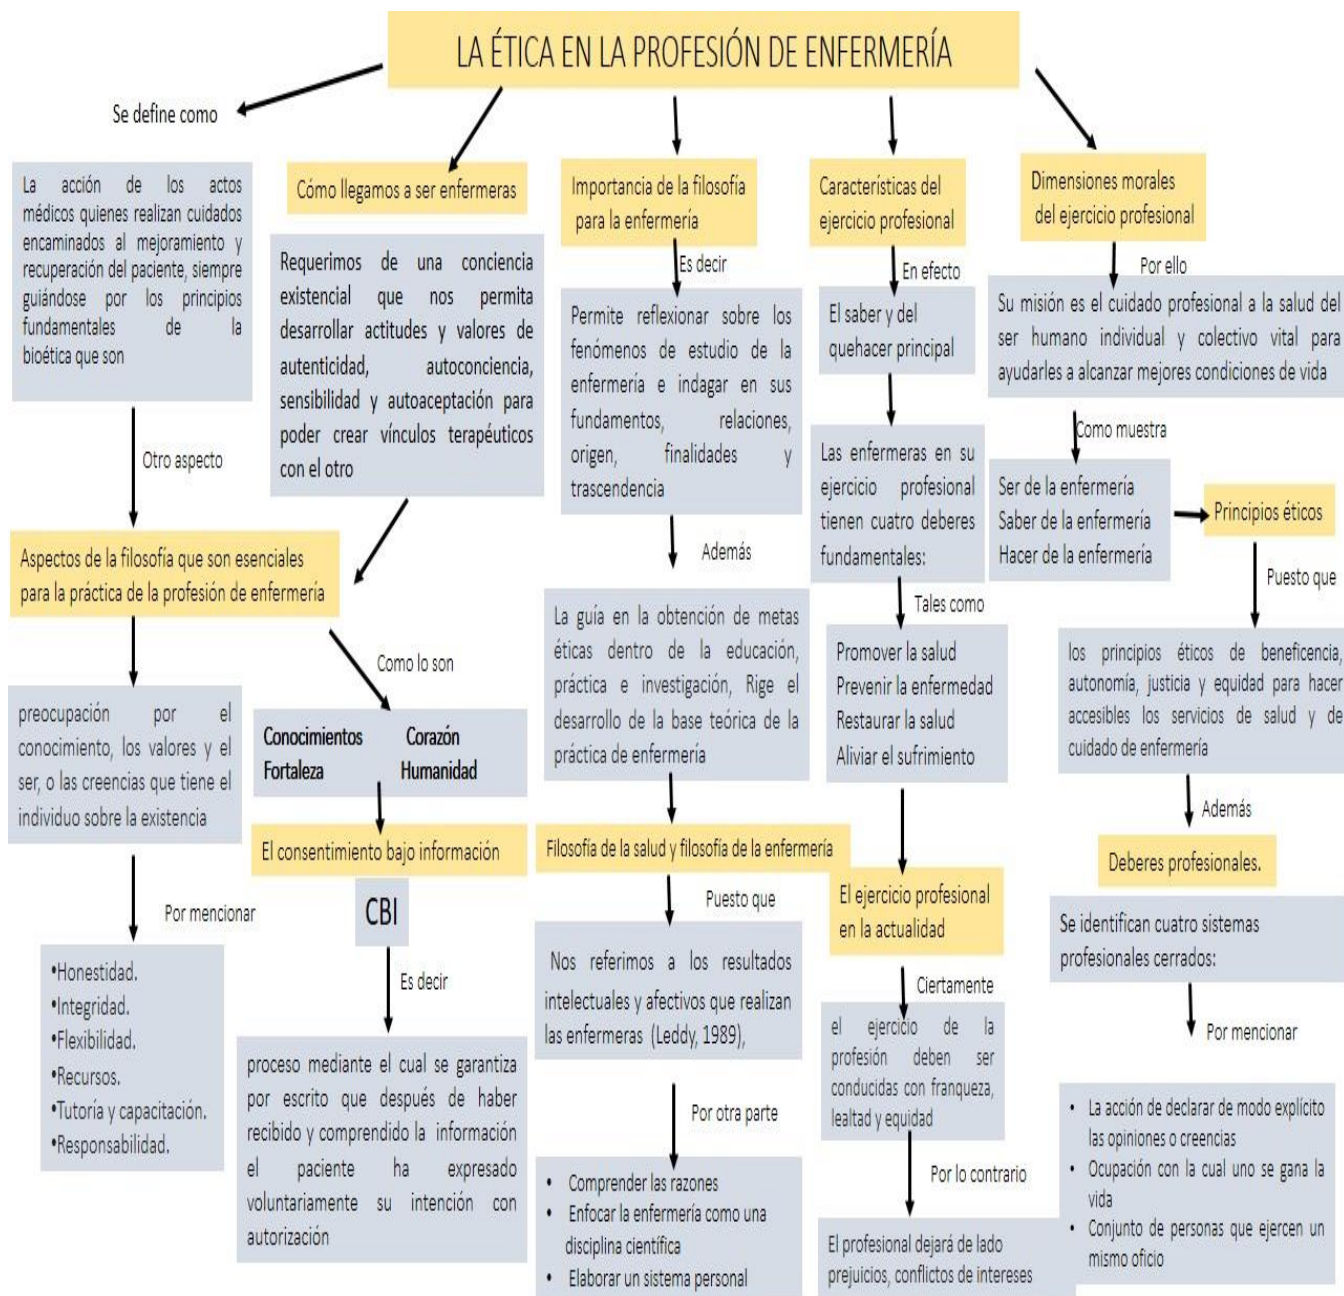 LA ÉTICA EN LA PROFESIÓN DE ENFERMERÍA
Se define como
La acción de los actos
médicos quienes realizan cuidados
encaminados al mejoramiento y
recuperación del paciente, siempre
guiándose por los principios
fundamentales de la
bioética que son
Otro aspecto
Cómo llegamos a ser enfermeras
Requerimos de una conciencia
existencial que nos permita
desarrollar actitudes y valores de
autenticidad, autoconciencia,
sensibilidad y autoaceptación para
poder crear vínculos terapéuticos
con el otro
Aspectos de la filosofía que son esenciales
para la práctica de la profesión de enfermería
preocupación por el
conocimiento, los valores y el
ser, o las creencias que tiene el
individuo sobre la existencia
Por mencionar
•Honestidad.
•Integridad.
•Flexibilidad.
•Recursos.
•Tutoría y capacitación.
•Responsabilidad.
Como lo son
Conocimientos Corazón
Fortaleza Humanidad
El consentimiento bajo información
CBI
Es decir
proceso mediante el cual se garantiza
por escrito que después de haber
recibido y comprendido la información
el paciente ha expresado
voluntariamente su intención con
autorización
Importancia de la filosofía
para la enfermería
Es decir
Permite reflexionar sobre los
fenómenos de estudio de la
enfermería e indagar en sus
fundamentos, relaciones,
origen, finalidades y
trascendencia
Además
La guía en la obtención de metas
éticas dentro de la educación,
práctica e investigación, Rige el
desarrollo de la base teórica de la
práctica de enfermería
Filosofía de la salud y filosofía de la enfermería
Puesto que
Nos referimos a los resultados
intelectuales y afectivos que realizan
las enfermeras (Leddy, 1989),
Por otra parte
• Comprender las razones
• Enfocar la enfermería como una
disciplina científica
• Elaborar un sistema personal
Características del
ejercicio profesional
En efecto
El saber y del
quehacer principal
Las enfermeras en su
ejercicio profesional
tienen cuatro deberes
fundamentales:
Tales como
Promover la salud
Prevenir la enfermedad
Restaurar la salud
Aliviar el sufrimiento
El ejercicio profesional
en la actualidad
Ciertamente
el ejercicio de la
profesión deben ser
conducidas con franqueza,
lealtad y equidad
Por lo contrario
El profesional dejará de lado
prejuicios, conflictos de intereses
Dimensiones morales
del ejercicio profesional
Por ello
Su misión es el cuidado profesional a la salud del
ser humano individual y colectivo vital para
ayudarles a alcanzar mejores condiciones de vida
Como muestra
Ser de la enfermería
Saber de la enfermería
Hacer de la enfermería
Principios éticos
Puesto que
los principios éticos de beneficencia,
autonomía, justicia y equidad para hacer
accesibles los servicios de salud y de
cuidado de enfermería
Además
Deberes profesionales.
Se identifican cuatro sistemas
profesionales cerrados:
Por mencionar
• La acción de declarar de modo explícito
las opiniones o creencias
• Ocupación con la cual uno se gana la
vida
• Conjunto de personas que ejercen un
mismo oficio